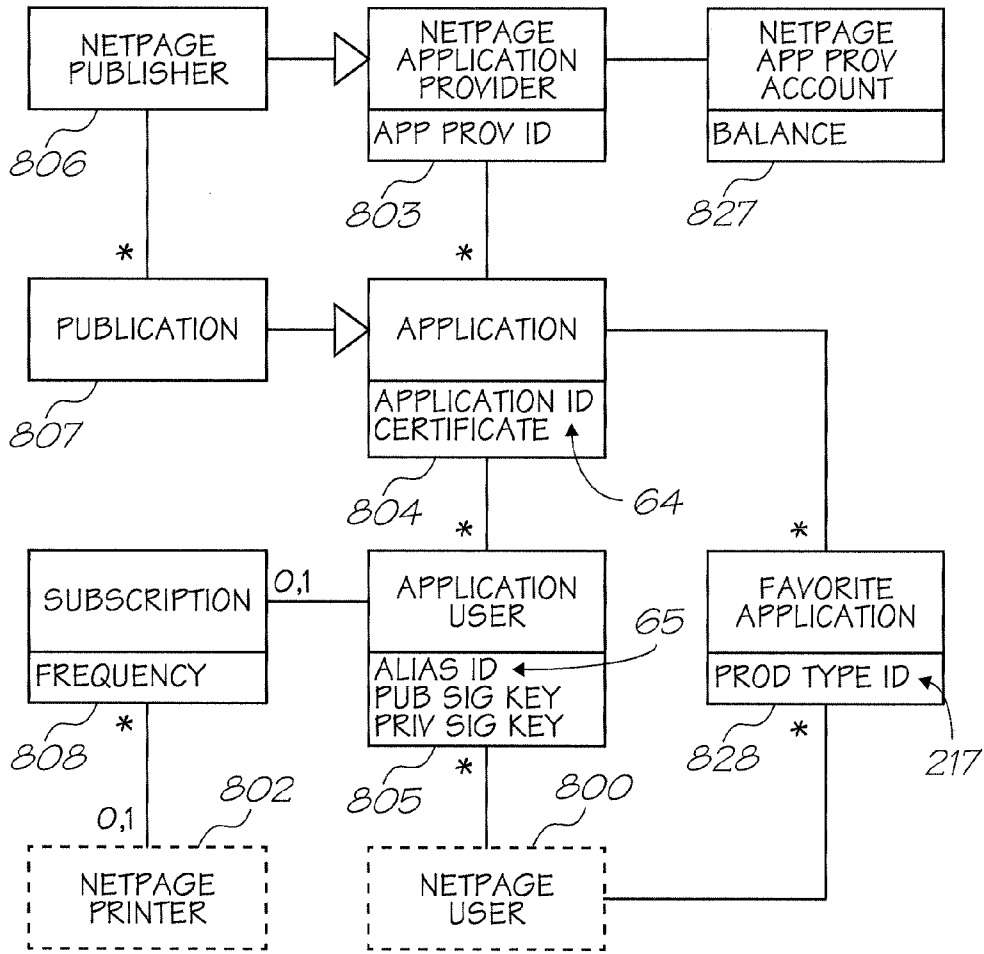 NETPAGE
PUBLISHER
806
NETPAGE
APPLICATION
PROVIDER
APP PROV ID
803
NETPAGE
APP PROV
ACCOUNT
BALANCE
827
*
*
PUBLICATION
807
APPLICATION
APPLICATION ID
CERTIFICATE
64
804
*
*
SUBSCRIPTION
FREQUENCY
808
0,1
APPLICATION
USER
ALIAS ID
PUB SIG KEY
PRIV SIG KEY
65
805
FAVORITE
APPLICATION
PROD TYPE ID
828
217
*
*
*
0,1
802
NETPAGE
PRINTER
800
NETPAGE
USER